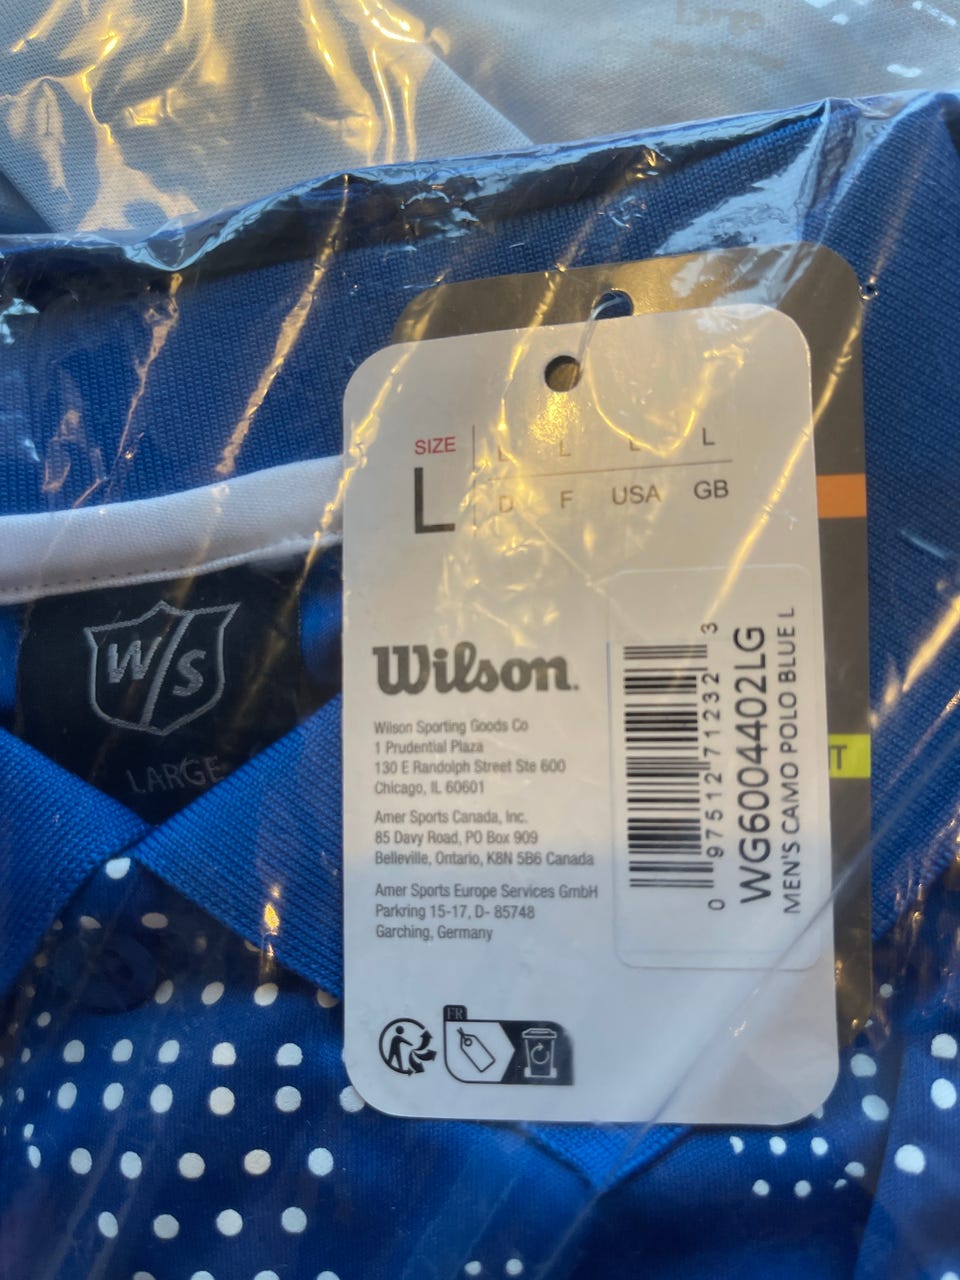 Large
SIZE
L
L L L L
D F USA GB
W/S
LARGE
Wilson.
Wilson Sporting Goods Co
1 Prudential Plaza
130 E Randolph Street Ste 600
Chicago, IL 60601
Amer Sports Canada, Inc.
85 Davy Road, PO Box 909
Belleville, Ontario, K8N 5B6 Canada
Amer Sports Europe Services GmbH
Parkring 15-17, D- 85748
Garching, Germany
FR
0 97512 71232 3
WG6004402LG
MEN'S CAMO POLO BLUE L
T